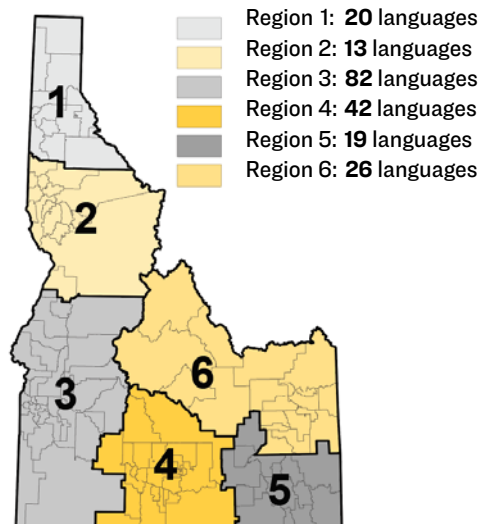 Region 1: 20 languages
Region 2: 13 languages
Region 3: 82 languages
Region 4: 42 languages
Region 5: 19 languages
Region 6: 26 languages
1
2
6
3
4
5